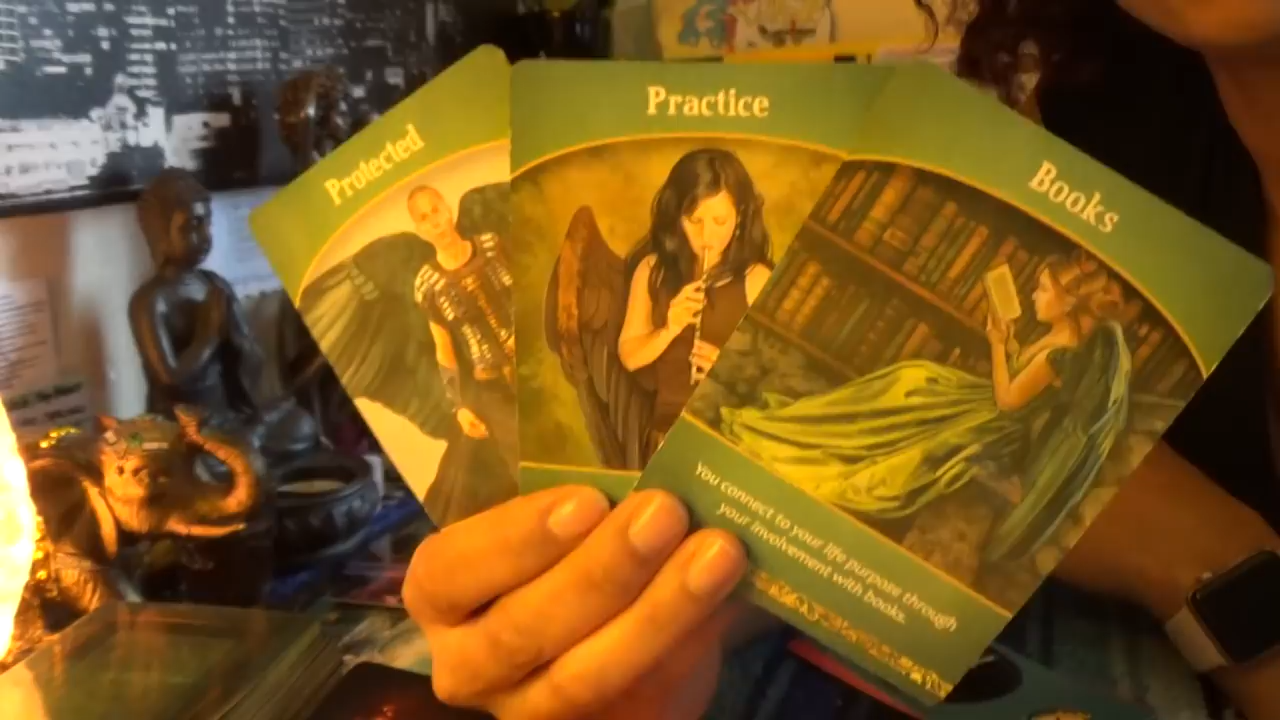 Protected
Practice
Books
You connect to your life purpose through
your involvement with books.